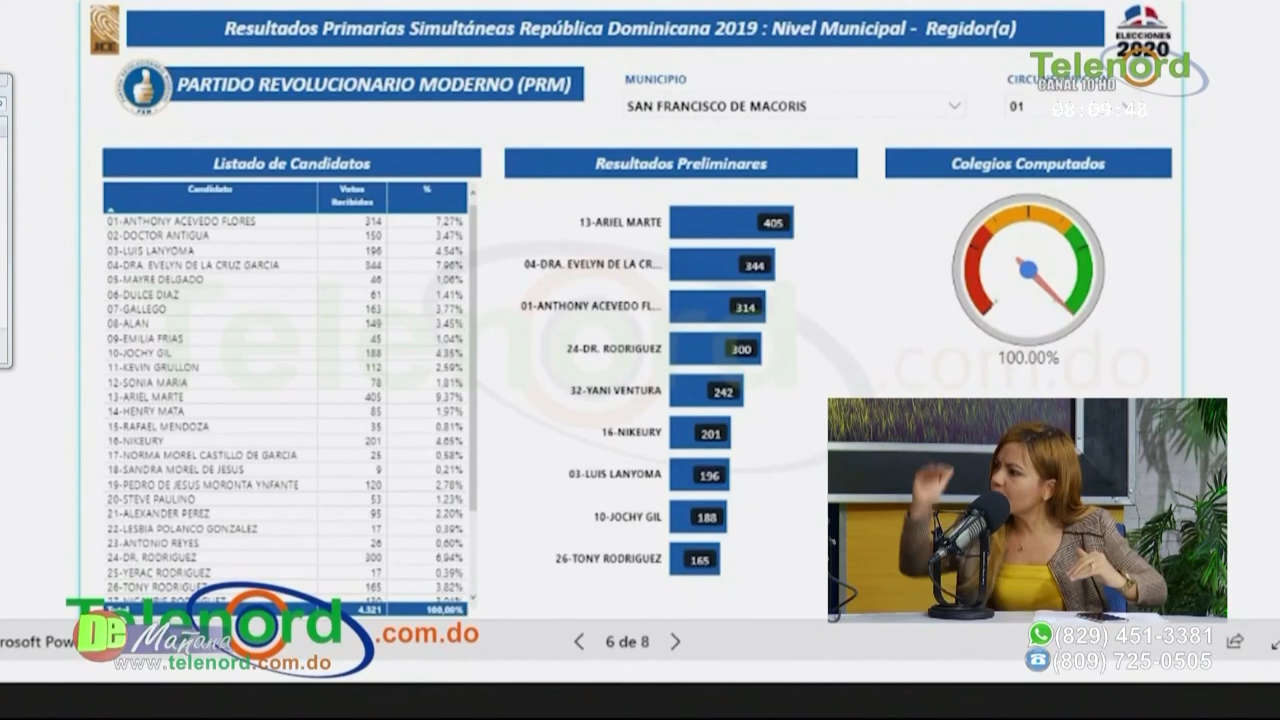 Resultados Primarias Simultáneas República Dominicana 2019 : Nivel Municipal - Regidor(a)
JCE
ELECCIONES
2020
Telenord
CANAL 10 HD
08:09:48
PARTIDO REVOLUCIONARIO MODERNO (PRM)
MUNICIPIO
SAN FRANCISCO DE MACORIS
01
Listado de Candidatos
Candidato Votos Recibidos %
01-ANTHONY ACEVEDO FLORES 314 7.27%
02-DOCTOR ANTIGUA 150 3.47%
03-LUIS LANYOMA 196 4.54%
04-DRA. EVELYN DE LA CRUZ GARCIA 344 7.96%
05-MAYRE DELGADO 46 1.06%
06-DULCE DIAZ 61 1.41%
07-GALLEGO 163 3.77%
08-ALAN 149 3.45%
09-EMILIA FRIAS 45 1.04%
10-JOCHY GIL 188 4.35%
11-KEVIN GRULLON 112 2.59%
12-SONIA MARIA 78 1.81%
13-ARIEL MARTE 405 9.37%
14-HENRY MATA 85 1.97%
15-RAFAEL MENDOZA 35 0.81%
16-NIKEURY 201 4.65%
17-NORMA MOREL CASTILLO DE GARCIA 25 0.58%
18-SANDRA MOREL DE JESUS 9 0.21%
19-PEDRO DE JESUS MORONTA YNFANTE 120 2.78%
20-STEVE PAULINO 53 1.23%
21-ALEXANDER PEREZ 95 2.20%
22-LESBIA POLANCO GONZALEZ 17 0.39%
23-ANTONIO REYES 26 0.60%
24-DR. RODRIGUEZ 300 6.94%
25-YERAC RODRIGUEZ 17 0.39%
26-TONY RODRIGUEZ 165 3.82%
Total 4,321 100.00%
Resultados Preliminares
13-ARIEL MARTE 405
04-DRA. EVELYN DE LA CR... 344
01-ANTHONY ACEVEDO FL... 314
24-DR. RODRIGUEZ 300
32-YANI VENTURA 242
16-NIKEURY 201
03-LUIS LANYOMA 196
10-JOCHY GIL 188
26-TONY RODRIGUEZ 165
Colegios Computados
100.00%
Telenord.com.do
Telenord.com.do
De Mañana
www.telenord.com.do
6 de 8
(829) 451-3381
(809) 725-0505